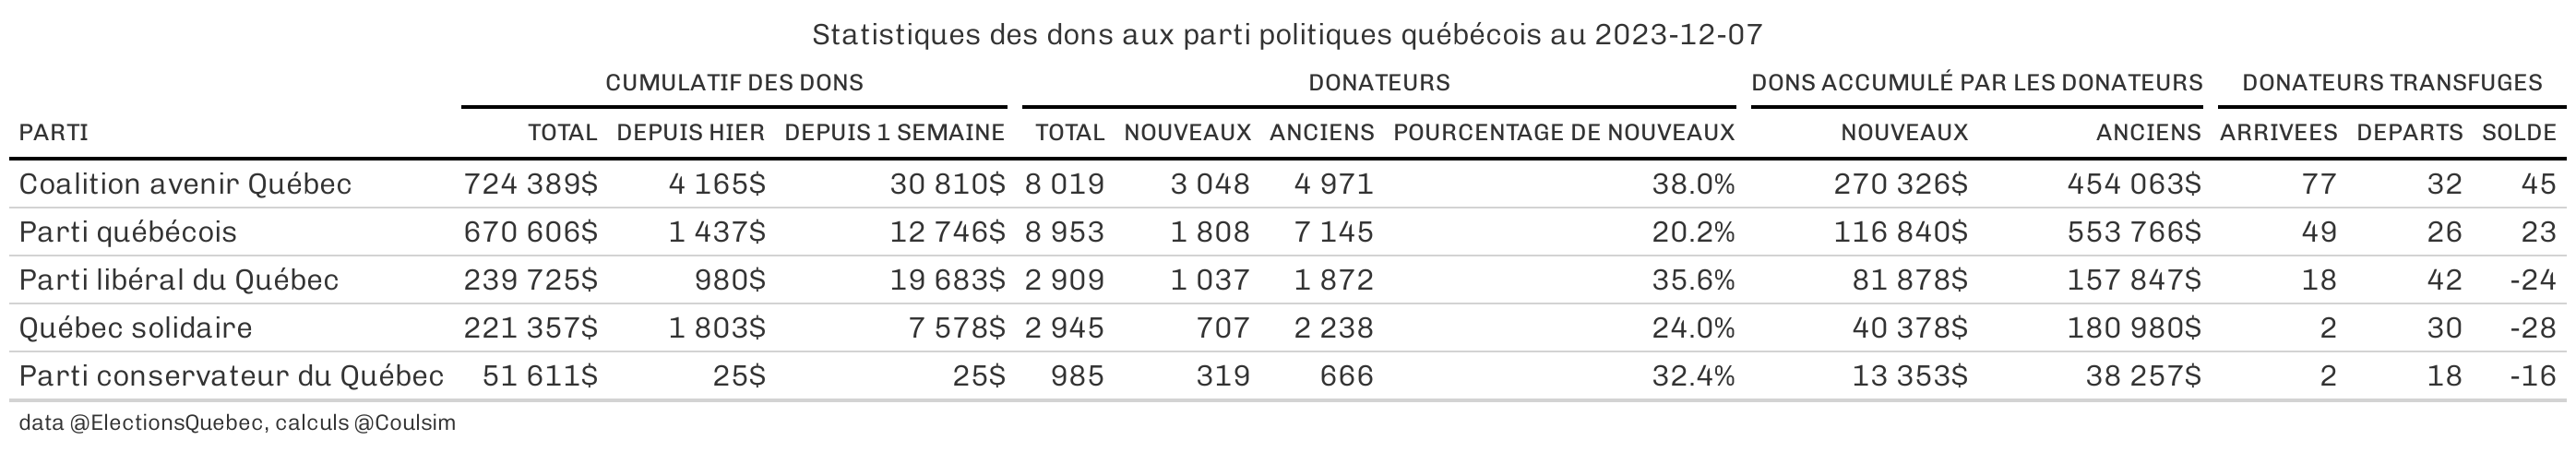 Statistiques des dons aux parti politiques québécois au 2023-12-07
CUMULATIF DES DONS DONATEURS DONS ACCUMULÉ PAR LES DONATEURS DONATEURS TRANSFUGES
PARTI TOTAL DEPUIS HIER DEPUIS 1 SEMAINE TOTAL NOUVEAUX ANCIENS POURCENTAGE DE NOUVEAUX NOUVEAUX ANCIENS ARRIVEES DEPARTS SOLDE
Coalition avenir Québec 724 389$ 4 165$ 30 810$ 8 019 3 048 4 971 38.0% 270 326$ 454 063$ 77 32 45
Parti québécois 670 606$ 1 437$ 12 746$ 8 953 1 808 7 145 20.2% 116 840$ 553 766$ 49 26 23
Parti libéral du Québec 239 725$ 980$ 19 683$ 2 909 1 037 1 872 35.6% 81 878$ 157 847$ 18 42 -24
Québec solidaire 221 357$ 1 803$ 7 578$ 2 945 707 2 238 24.0% 40 378$ 180 980$ 2 30 -28
Parti conservateur du Québec 51 611$ 25$ 25$ 985 319 666 32.4% 13 353$ 38 257$ 2 18 -16
data @ElectionsQuebec, calculs @Coulsim